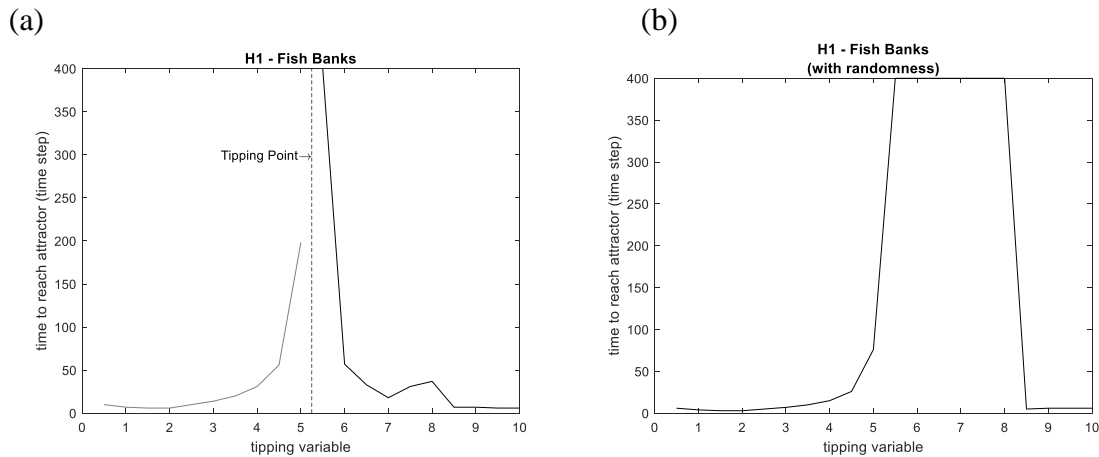 (a)
H1 - Fish Banks
400
350
300
250
200
150
100
50
0
time to reach attractor (time step)
Tipping Point→
0 1 2 3 4 5 6 7 8 9 10
tipping variable
(b)
H1 - Fish Banks
(with randomness)
400
350
300
250
200
150
100
50
0
time to reach attractor (time step)
0 1 2 3 4 5 6 7 8 9 10
tipping variable